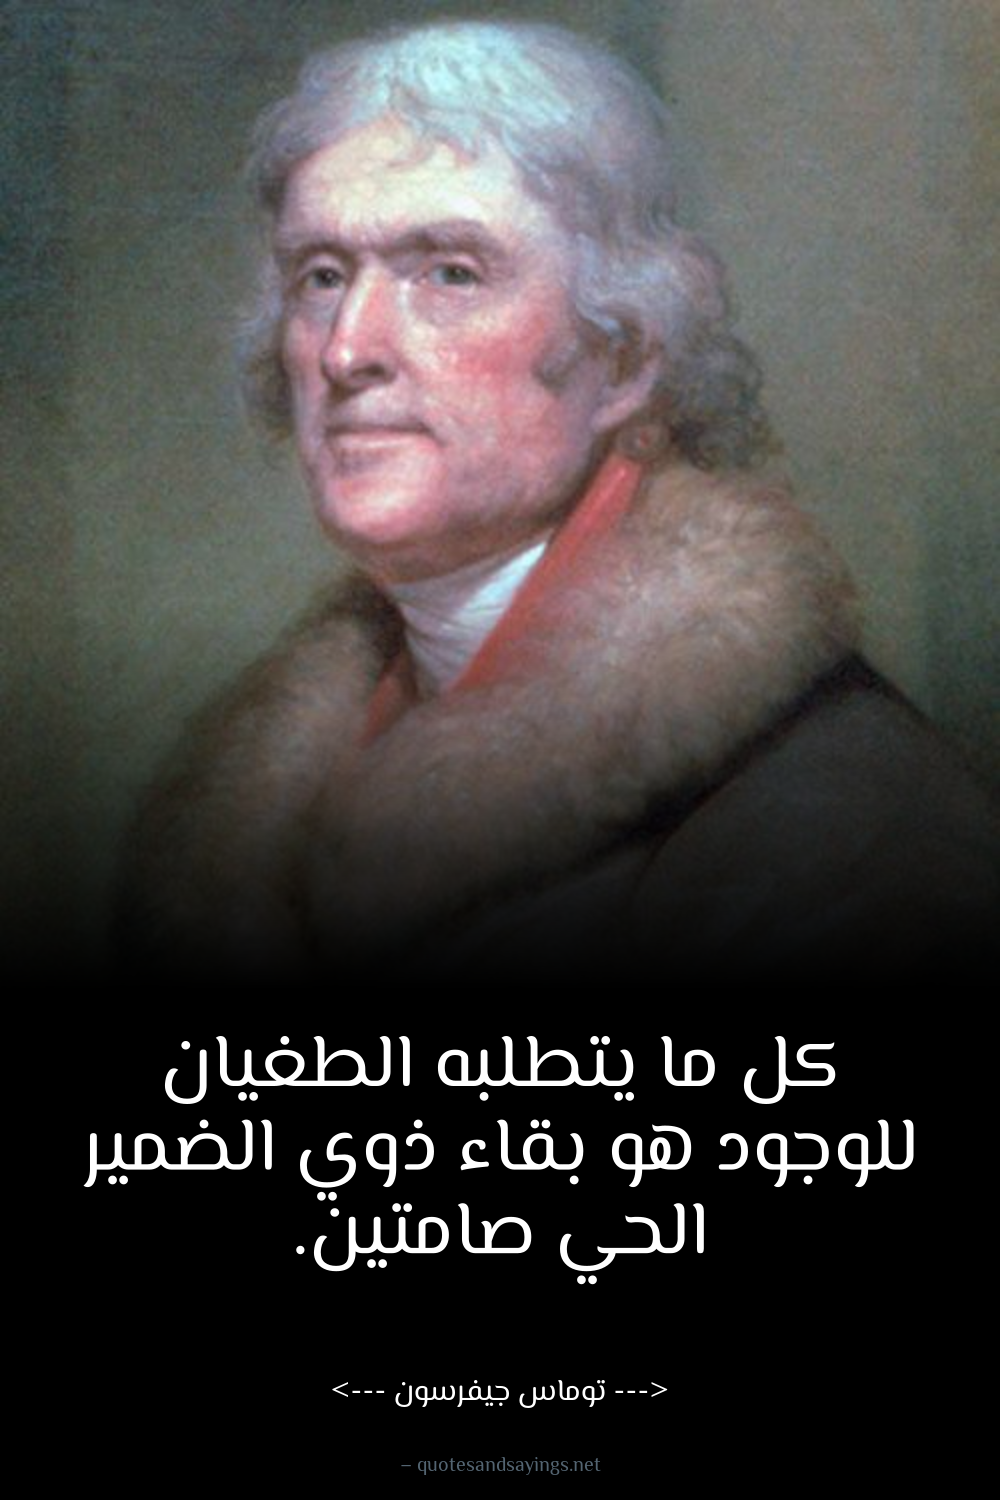 كل ما يتطلبه الطغيان
للوجود هو بقاء ذوي الضمير
الحي صامتين.
<--- توماس جيفرسون --->
– quotesandsayings.net